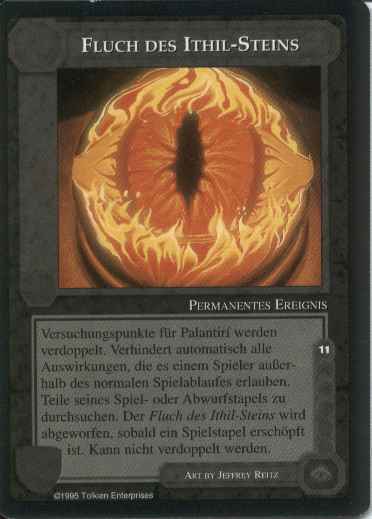 FLUCH DES ITHIL-STEINS
PERMANENTES EREIGNIS
Versuchungspunkte für Palantiri werden
verdoppelt. Verhindert automatisch alle
Auswirkungen, die es einem Spieler außer-
halb des normalen Spielablaufes erlauben.
Teile seines Spiel- oder Abwurfstapels zu
durchsuchen. Der Fluch des Ithil-Steins wird
abgeworfen, sobald ein Spielstapel erschöpft
ist. Kann nicht verdoppelt werden.
11
ART BY JEFFREY REITZ
©1995 Tolkien Enterprises